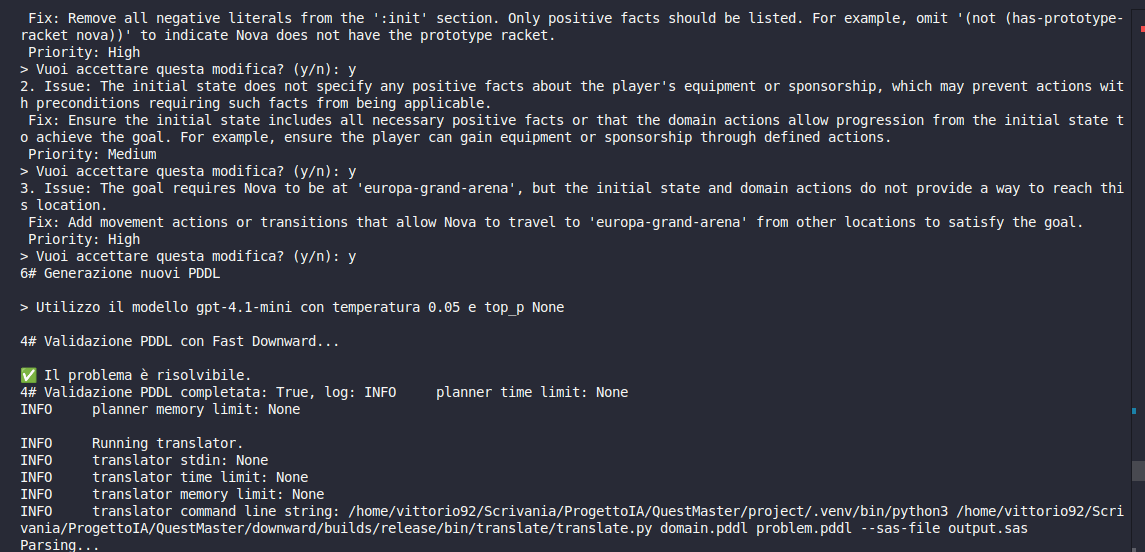 Fix: Remove all negative literals from the ':init' section. Only positive facts should be listed. For example, omit '(not (has-prototype-
racket nova))' to indicate Nova does not have the prototype racket.
Priority: High
> Vuoi accettare questa modifica? (y/n): y
2. Issue: The initial state does not specify any positive facts about the player's equipment or sponsorship, which may prevent actions wit
h preconditions requiring such facts from being applicable.
Fix: Ensure the initial state includes all necessary positive facts or that the domain actions allow progression from the initial state t
o achieve the goal. For example, ensure the player can gain equipment or sponsorship through defined actions.
Priority: Medium
> Vuoi accettare questa modifica? (y/n): y
3. Issue: The goal requires Nova to be at 'europa-grand-arena', but the initial state and domain actions do not provide a way to reach thi
s location.
Fix: Add movement actions or transitions that allow Nova to travel to 'europa-grand-arena' from other locations to satisfy the goal.
Priority: High
> Vuoi accettare questa modifica? (y/n): y
6# Generazione nuovi PDDL
> Utilizzo il modello gpt-4.1-mini con temperatura 0.05 e top_p None
4# Validazione PDDL con Fast Downward...
✅ Il problema è risolvibile.
4# Validazione PDDL completata: True, log: INFO     planner time limit: None
INFO     planner memory limit: None
INFO     Running translator.
INFO     translator stdin: None
INFO     translator time limit: None
INFO     translator memory limit: None
INFO     translator command line string: /home/vittorio92/Scrivania/ProgettoIA/QuestMaster/project/.venv/bin/python3 /home/vittorio92/Scri
vania/ProgettoIA/QuestMaster/downward/builds/release/bin/translate/translate.py domain.pddl problem.pddl --sas-file output.sas
Parsing...